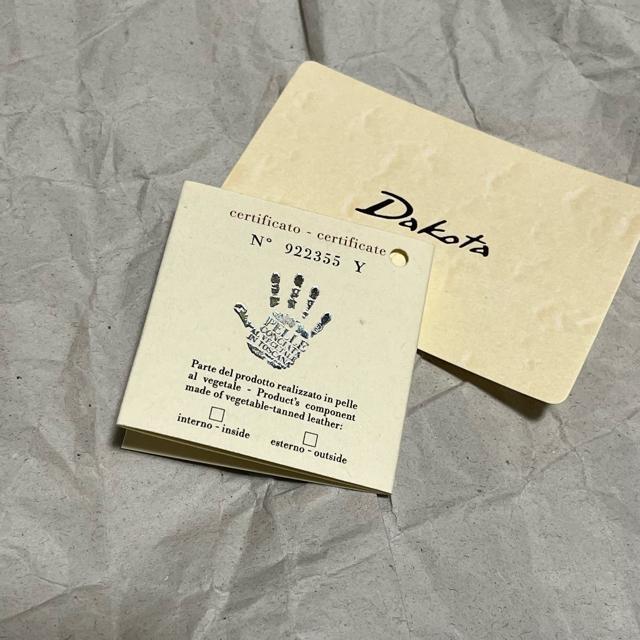 Dakota
certificato - certificate
N° 922355 Y
PELLE
CONCIATA
AL VEGETALE
IN TOSCANA
Parte del prodotto realizzato in pelle
al vegetale - Product's component
made of vegetable-tanned leather:
interno - inside
esterno - outside